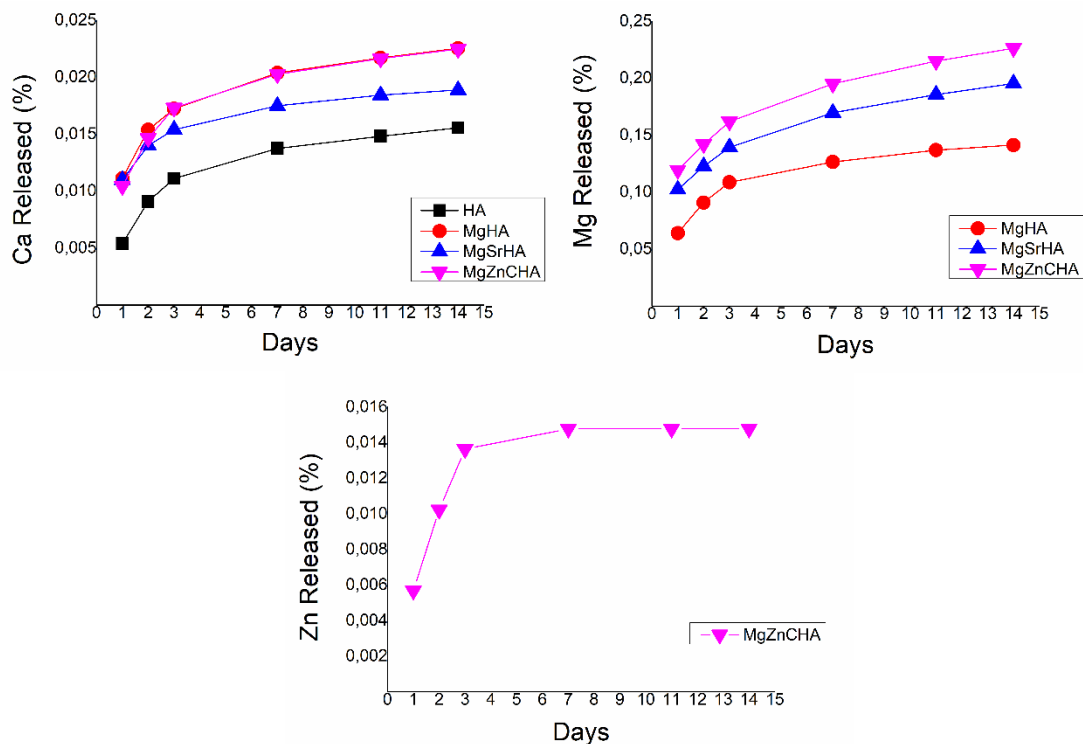 Ca Released (%)
0,025
0,020
0,015
0,010
0,005
HA
MgHA
MgSrHA
MgZnCHA
0 1 2 3 4 5 6 7 8 9 10 11 12 13 14 15
Days
Mg Released (%)
0,25
0,20
0,15
0,10
0,05
MgHA
MgSrHA
MgZnCHA
0 1 2 3 4 5 6 7 8 9 10 11 12 13 14 15
Days
Zn Released (%)
0,016
0,014
0,012
0,010
0,008
0,006
0,004
0,002
MgZnCHA
0 1 2 3 4 5 6 7 8 9 10 11 12 13 14 15
Days